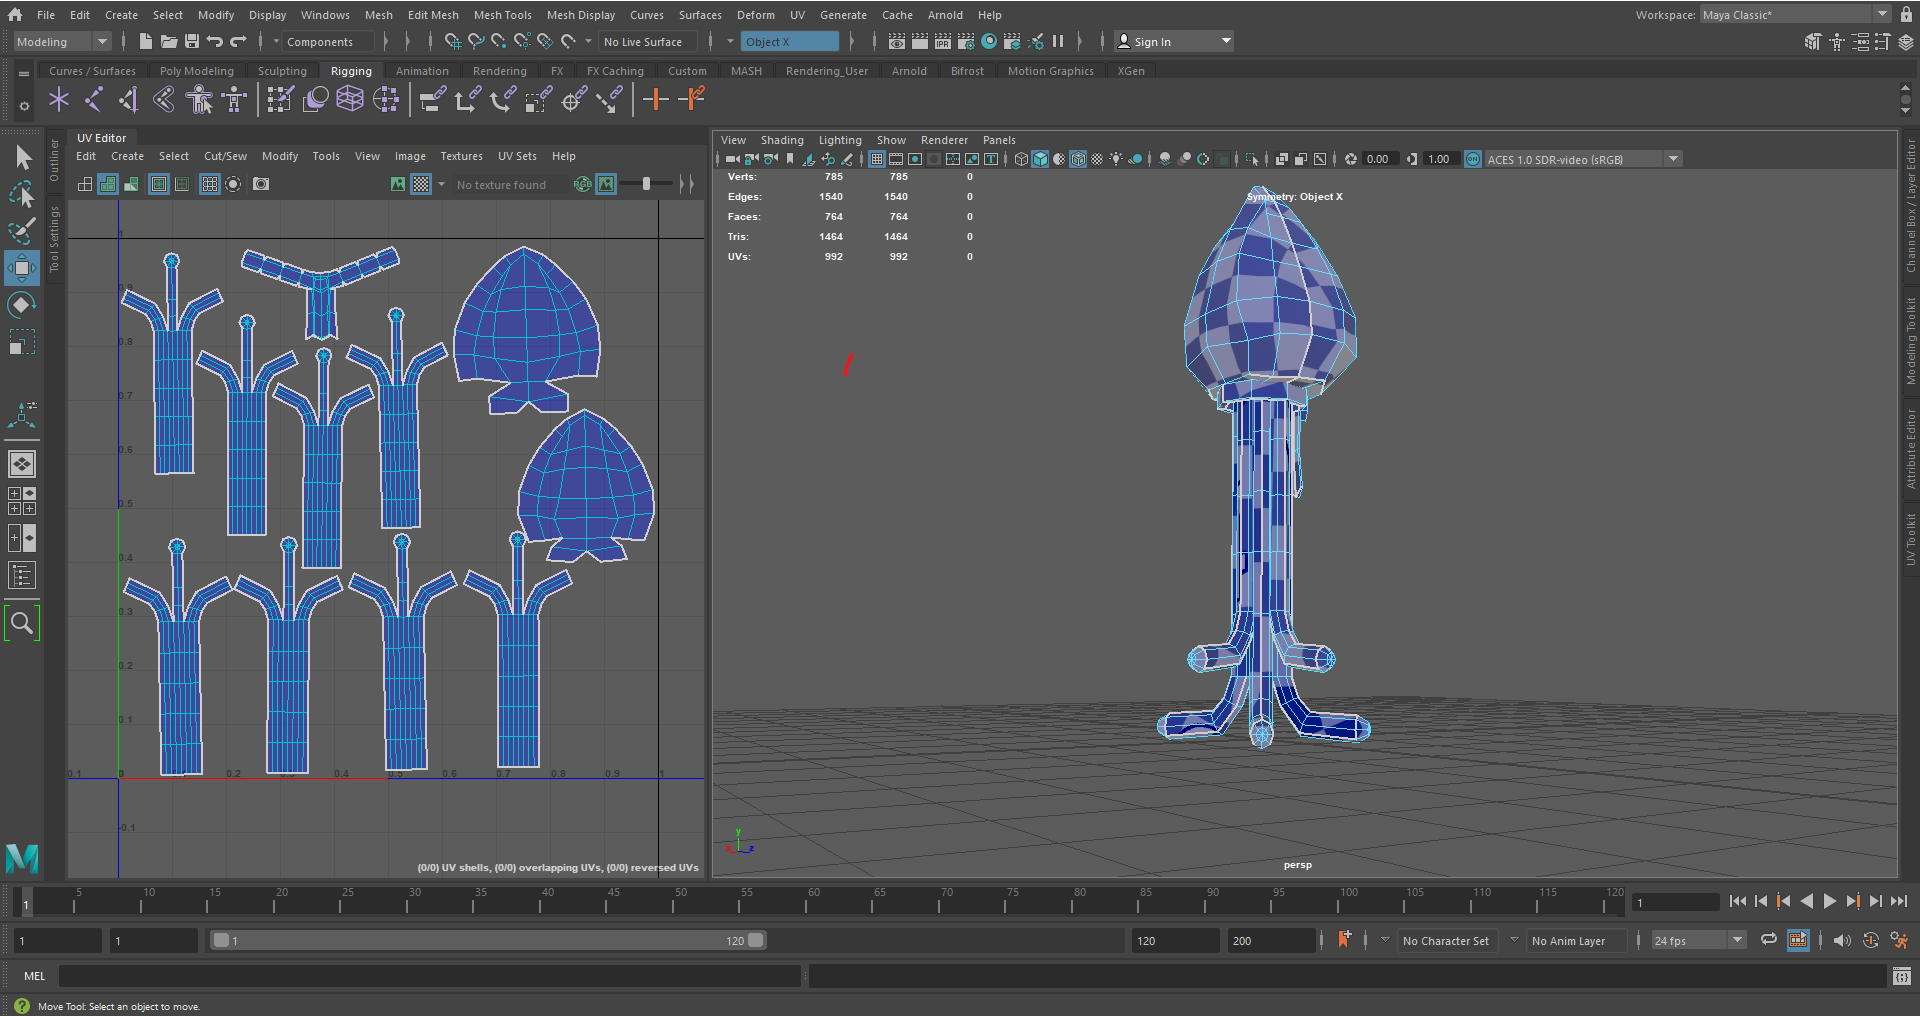 File Edit Create Select Modify Display Windows Mesh Edit Mesh Mesh Tools Mesh Display Curves Surfaces Deform UV Generate Cache Arnold Help Workspace: Maya Classic*
Modeling Components No Live Surface Object X IPR Sign In
Curves / Surfaces Poly Modeling Sculpting Rigging Animation Rendering FX FX Caching Custom MASH Rendering_User Arnold Bifrost Motion Graphics XGen
UV Editor
Edit Create Select Cut/Sew Modify Tools View Image Textures UV Sets Help
No texture found RGB
Outliner
Tool Settings
View Shading Lighting Show Renderer Panels
0.00 1.00 ON ACES 1.0 SDR-video (sRGB)
Verts: 785 785 0
Edges: 1540 1540 0
Faces: 764 764 0
Tris: 1464 1464 0
UVs: 992 992 0
Symmetry: Object X
1
0.9
0.8
0.7
0.6
0.5
0.4
0.3
0.2
0.1
0.1 0 0.2 0.3 0.4 0.5 0.6 0.7 0.8 0.9 1
-0.1
(0/0) UV shells, (0/0) overlapping UVs, (0/0) reversed UVs
y
z
persp
Channel Box / Layer Editor
Modeling Toolkit
Attribute Editor
UV Toolkit
M
1 5 10 15 20 25 30 35 40 45 50 55 60 65 70 75 80 85 90 95 100 105 110 115 120 1
1 1 1 120 120 200 No Character Set No Anim Layer 24 fps
MEL
Move Tool: Select an object to move.